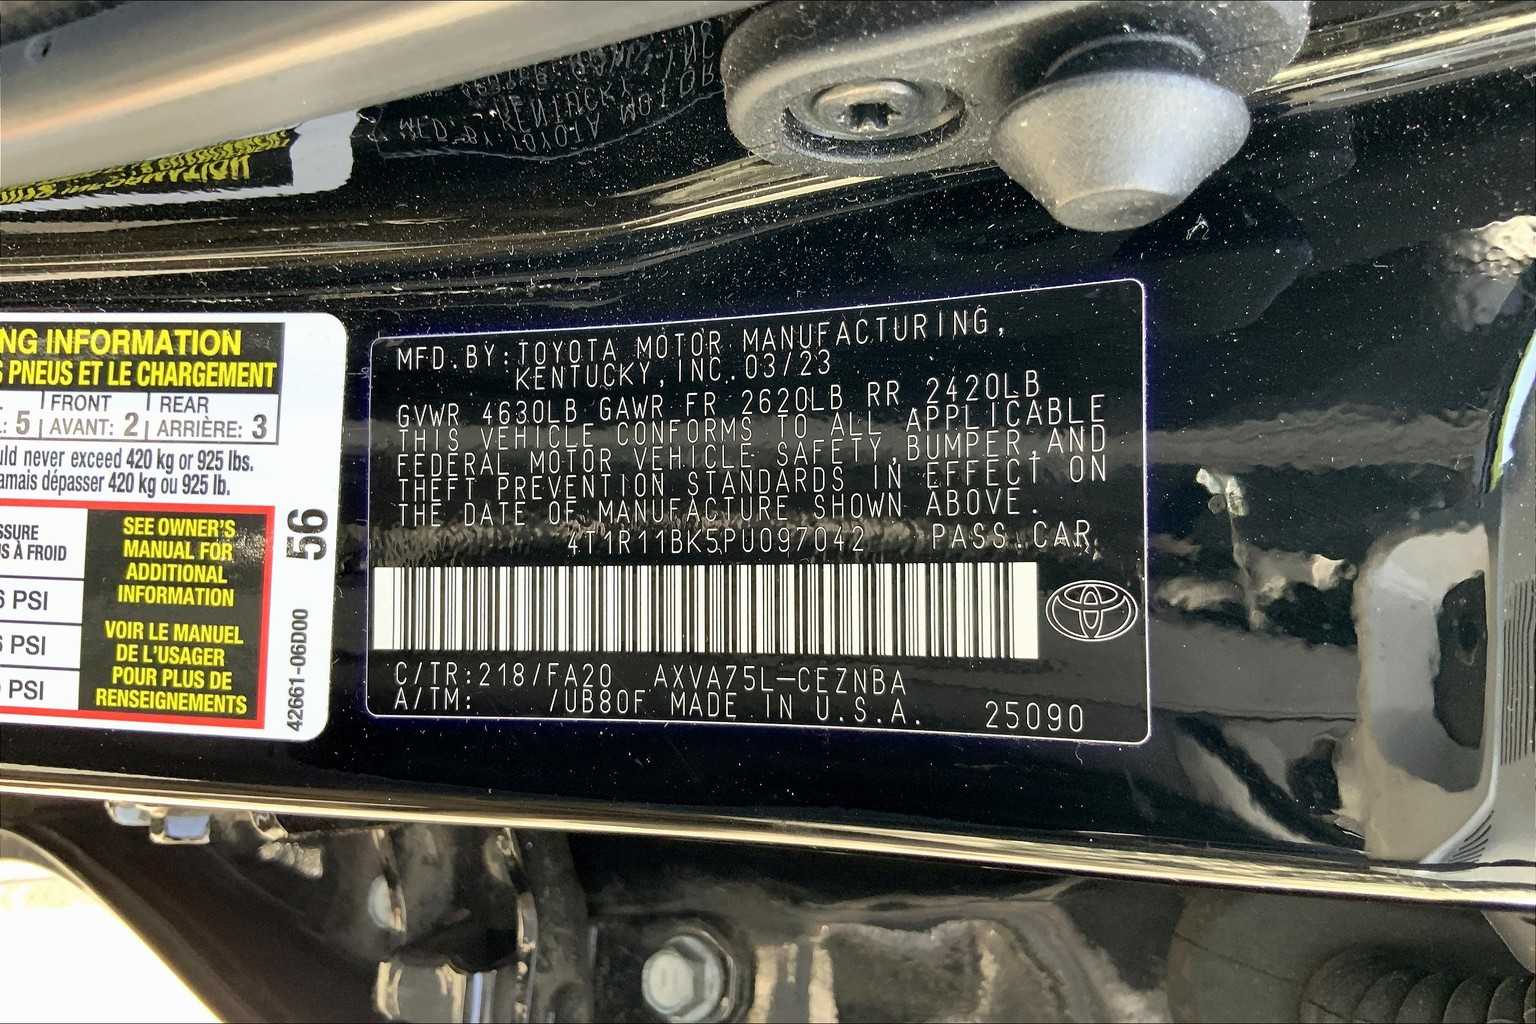 NG INFORMATION
S PNEUS ET LE CHARGEMENT
5 FRONT AVANT: 2 REAR ARRIÈRE: 3
never exceed 420 kg or 925 lbs.
dépasser 420 kg ou 925 lb.
À FROID
PSI
PSI
PSI
SEE OWNER'S
MANUAL FOR
ADDITIONAL
INFORMATION
VOIR LE MANUEL
DE L'USAGER
POUR PLUS DE
RENSEIGNEMENTS
56
42661-06D00
MFD.BY:TOYOTA MOTOR MANUFACTURING,
KENTUCKY,INC.03/23
GVWR 4630LB GAWR FR 2620LB RR 2420LB
THIS VEHICLE CONFORMS TO ALL APPLICABLE
FEDERAL MOTOR VEHICLE SAFETY,BUMPER,AND
THEFT PREVENTION STANDARDS IN EFFECT ON
THE DATE OF MANUFACTURE SHOWN ABOVE.
4T1R11BK5PU097042 PASS.CAR
C/TR:218/FA20 AXVA75L-CEZNBA
A/TM: /UB80F MADE IN U.S.A. 25090